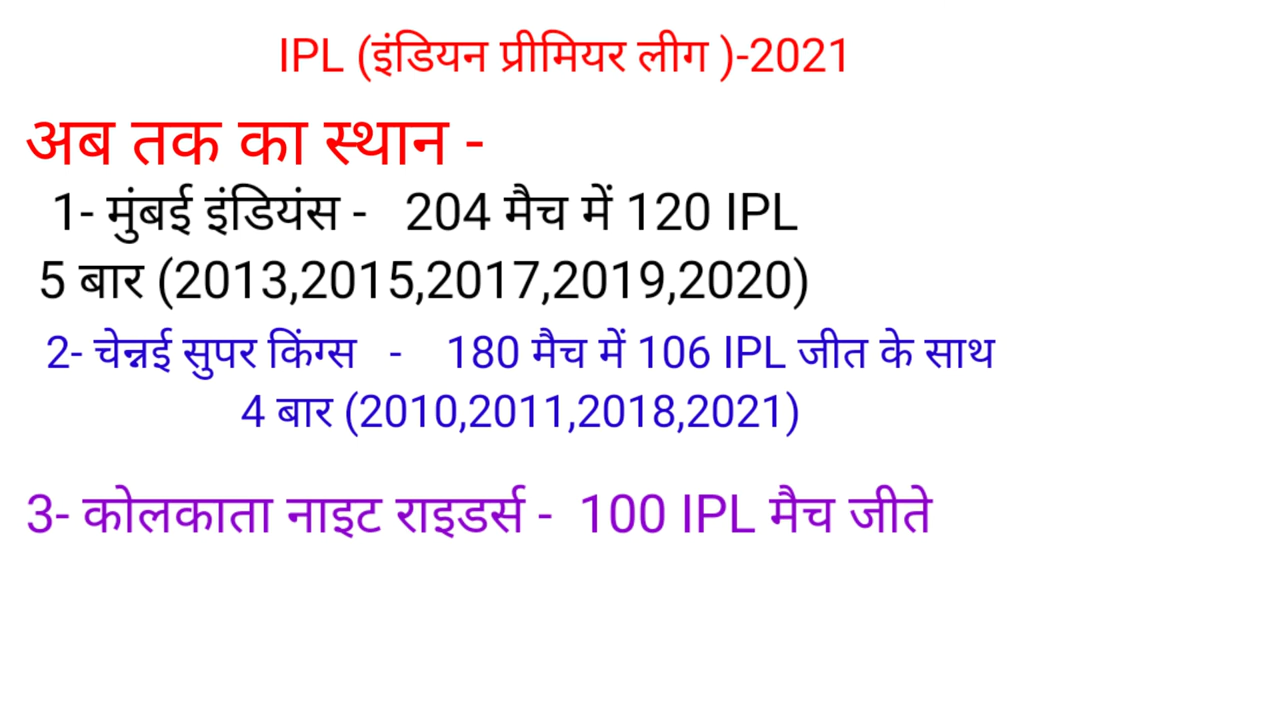 IPL (इंडियन प्रीमियर लीग )-2021
अब तक का स्थान -
1- मुंबई इंडियंस - 204 मैच में 120 IPL
5 बार (2013,2015,2017,2019,2020)
2- चेन्नई सुपर किंग्स - 180 मैच में 106 IPL जीत के साथ
4 बार (2010,2011,2018,2021)
3- कोलकाता नाइट राइडर्स - 100 IPL मैच जीते